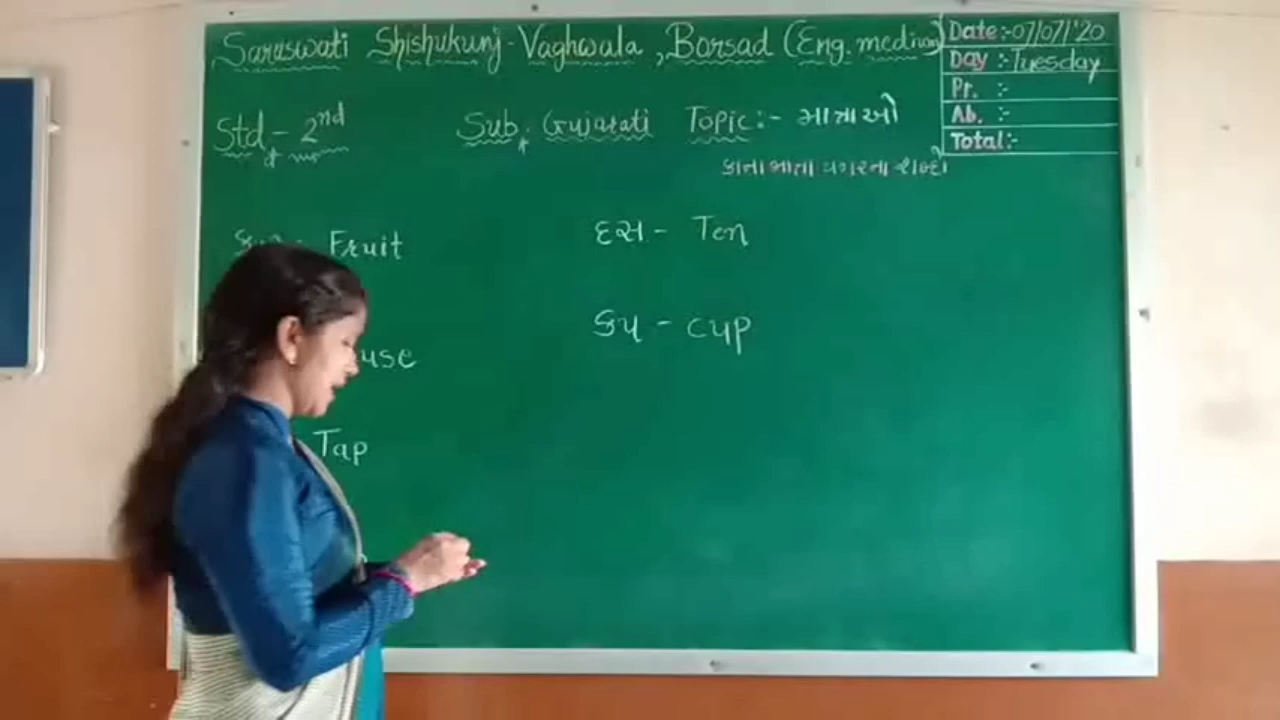 Saraswati Shishukunj-Vaghwala, Borsad (Eng. medium)
Date:-07/07/'20
Day :-Tuesday
Pr. :-
Ab. :-
Total:-
Std - 2nd Sub. Gujarati Topic:- માત્રાઓ
કાના માત્રા વગરના શબ્દો
Fruit દસ - Ten
કપ - cup
use
Tap